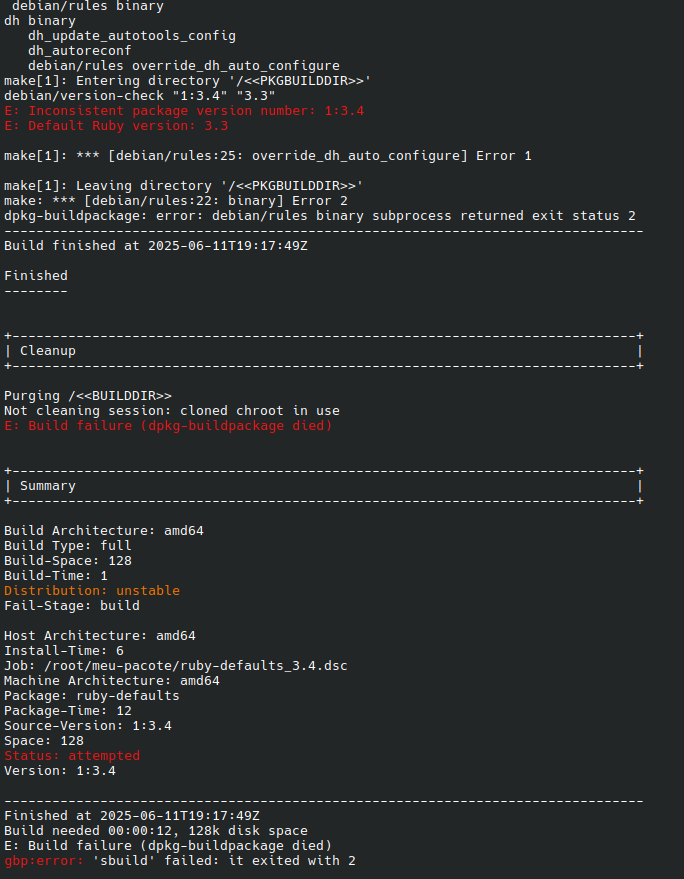 debian/rules binary
dh binary
   dh_update_autotools_config
   dh_autoreconf
   debian/rules override_dh_auto_configure
make[1]: Entering directory '/<<PKGBUILDDIR>>'
debian/version-check "1:3.4" "3.3"
E: Inconsistent package version number: 1:3.4
E: Default Ruby version: 3.3

make[1]: *** [debian/rules:25: override_dh_auto_configure] Error 1

make[1]: Leaving directory '/<<PKGBUILDDIR>>'
make: *** [debian/rules:22: binary] Error 2
dpkg-buildpackage: error: debian/rules binary subprocess returned exit status 2
--------------------------------------------------------------------------------
Build finished at 2025-06-11T19:17:49Z

Finished
--------


+------------------------------------------------------------------------------+
| Cleanup                                                                      |
+------------------------------------------------------------------------------+

Purging /<<BUILDDIR>>
Not cleaning session: cloned chroot in use
E: Build failure (dpkg-buildpackage died)


+------------------------------------------------------------------------------+
| Summary                                                                      |
+------------------------------------------------------------------------------+

Build Architecture: amd64
Build Type: full
Build-Space: 128
Build-Time: 1
Distribution: unstable
Fail-Stage: build

Host Architecture: amd64
Install-Time: 6
Job: /root/meu-pacote/ruby-defaults_3.4.dsc
Machine Architecture: amd64
Package: ruby-defaults
Package-Time: 12
Source-Version: 1:3.4
Space: 128
Status: attempted
Version: 1:3.4

--------------------------------------------------------------------------------
Finished at 2025-06-11T19:17:49Z
Build needed 00:00:12, 128k disk space
E: Build failure (dpkg-buildpackage died)
gbp:error: 'sbuild' failed: it exited with 2